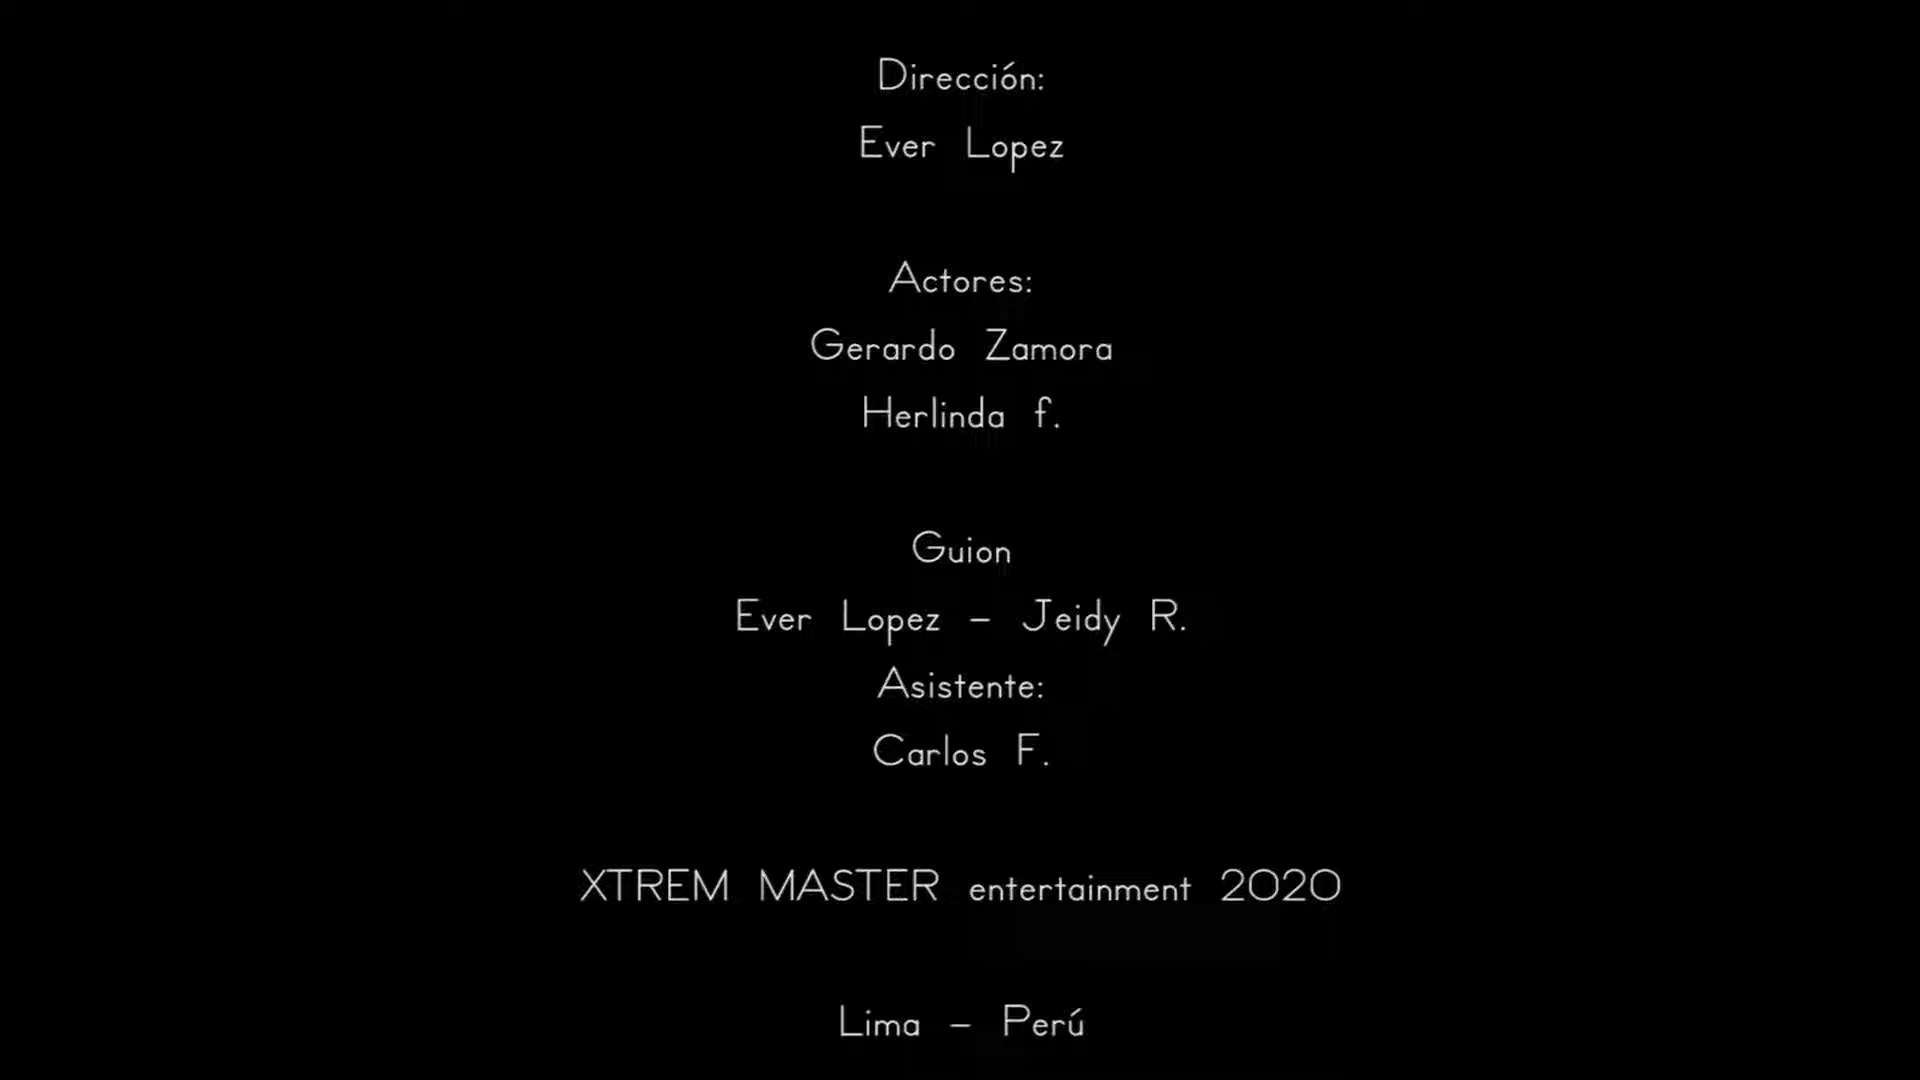 Dirección:
Ever Lopez
Actores:
Gerardo Zamora
Herlinda f.
Guion
Ever Lopez - Jeidy R.
Asistente:
Carlos F.
XTREM MASTER entertainment 2020
Lima - Perú